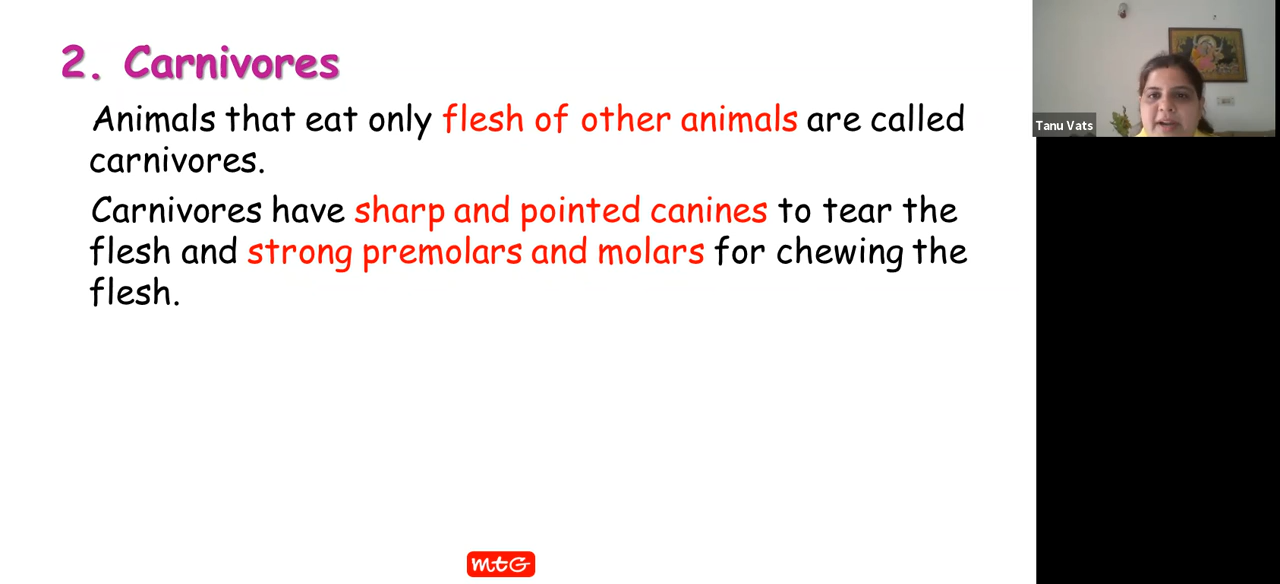 2. Carnivores
Animals that eat only flesh of other animals are called
carnivores.
Carnivores have sharp and pointed canines to tear the
flesh and strong premolars and molars for chewing the
flesh.
mtG
Tanu Vats